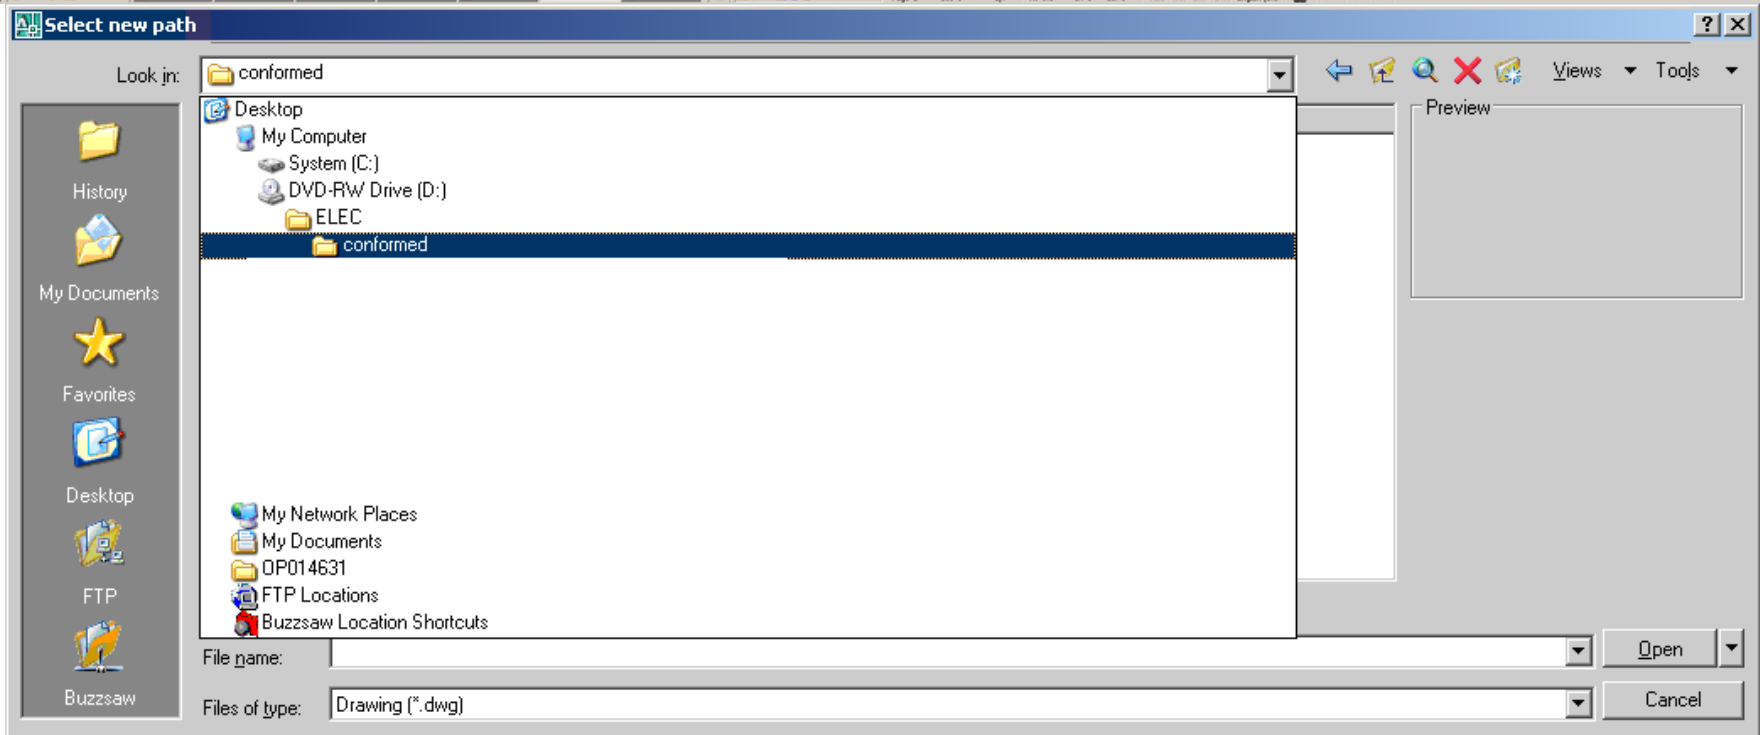 Select new path
Look in: conformed
Views Tools
Desktop
My Computer
System (C:)
DVD-RW Drive (D:)
ELEC
conformed
My Network Places
My Documents
OP014631
FTP Locations
Buzzsaw Location Shortcuts
Preview
History
My Documents
Favorites
Desktop
FTP
Buzzsaw
File name:
Open
Files of type: Drawing (*.dwg)
Cancel